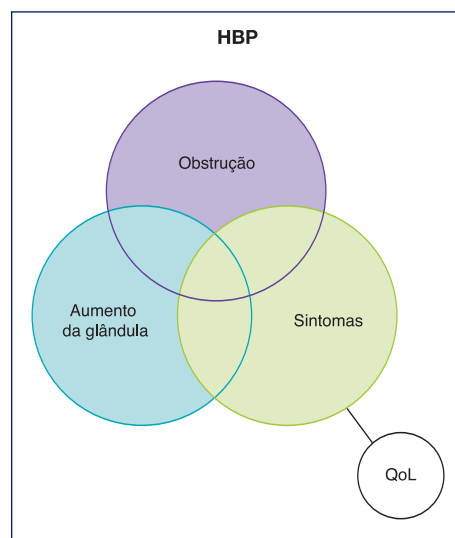 HBP
Obstrução
Aumento
da glândula
Sintomas
QoL